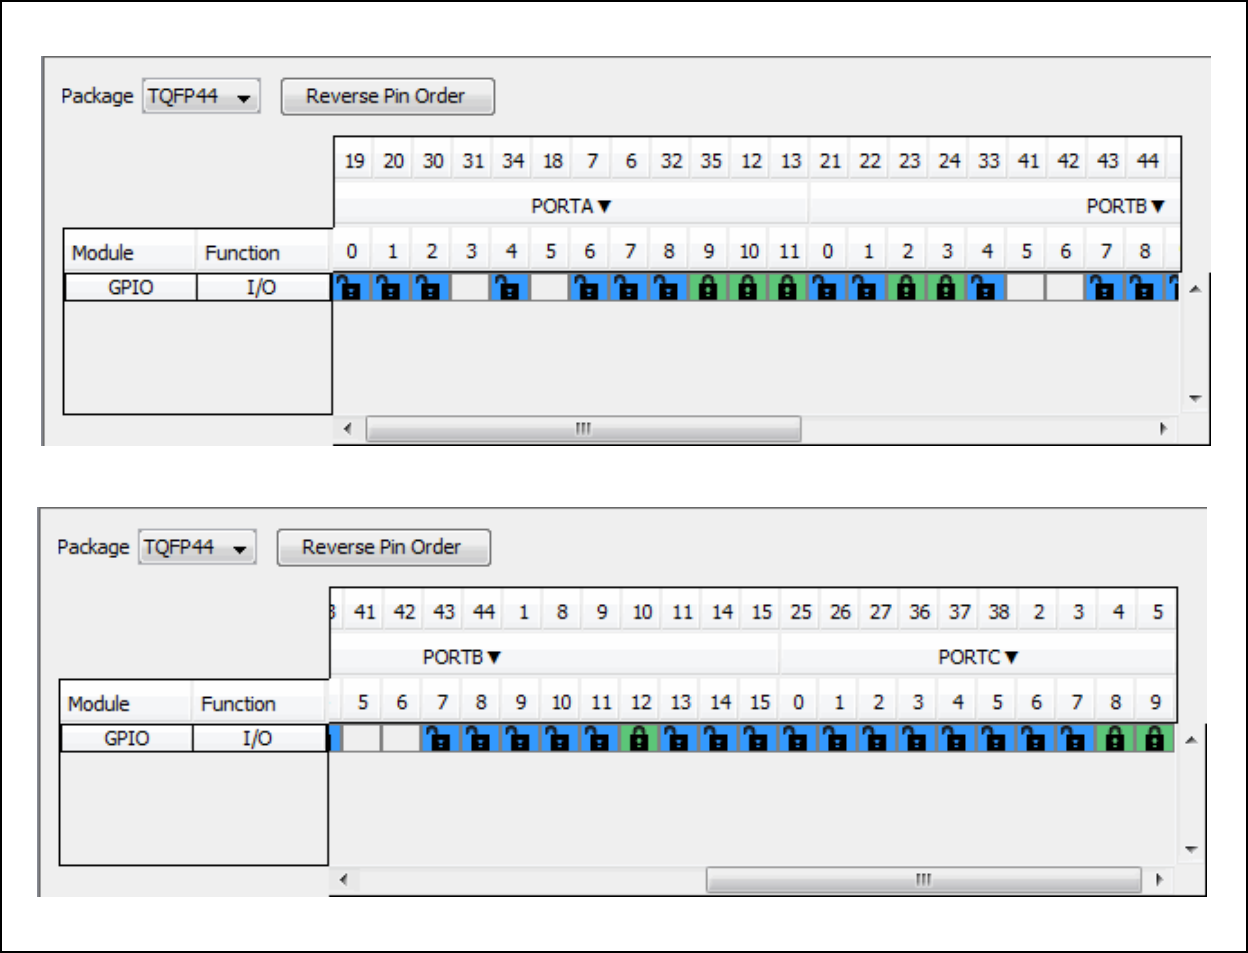 Package TQFP44 Reverse Pin Order
19 20 30 31 34 18 7 6 32 35 12 13 21 22 23 24 33 41 42 43 44
PORTA▼ PORTB▼
Module Function 0 1 2 3 4 5 6 7 8 9 10 11 0 1 2 3 4 5 6 7 8
GPIO I/O
Package TQFP44 Reverse Pin Order
41 42 43 44 1 8 9 10 11 14 15 25 26 27 36 37 38 2 3 4 5
PORTB▼ PORTC▼
Module Function 5 6 7 8 9 10 11 12 13 14 15 0 1 2 3 4 5 6 7 8 9
GPIO I/O